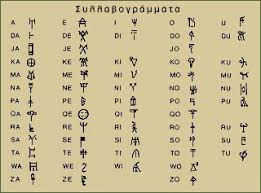 Συλλαβογράμματα
A 𐀀 E 𐀁 I 𐀂 O 𐀃 U 𐀄
DA 𐀅 DE 𐀆 DI 𐀇 DO 𐀈 DU 𐀉
JA 𐀊 JE 𐀋 JO 𐀍
KA 𐀏 KE 𐀐 KI 𐀑 KO 𐀒 KU 𐀓
MA 𐀔 ME 𐀕 MI 𐀖 MO 𐀗
NA 𐀙 NE 𐀚 NI 𐀛 NO 𐀜 NU 𐀝
PA 𐀞 PE 𐀟 PI 𐀠 PO 𐀡 PU 𐀢
QA 𐀣 QE 𐀤 QI 𐀥 QO 𐀦
RA 𐀨 RE 𐀩 RI 𐀪 RO 𐀫 RU 𐀬
SA 𐀭 SE 𐀮 SI 𐀯 SO 𐀰 SU 𐀱
TA 𐀲 TE 𐀳 TI 𐀴 TO 𐀵 TU 𐀶
WA 𐀷 WE 𐀸 WI 𐀹 WO 𐀺
ZA 𐀼 ZE 𐀽 ZO 𐀿